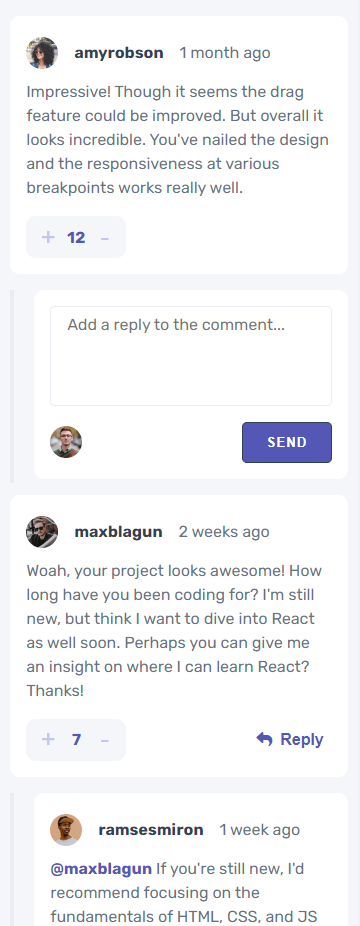 amyrobson 1 month ago
Impressive! Though it seems the drag
feature could be improved. But overall it
looks incredible. You've nailed the design
and the responsiveness at various
breakpoints works really well.
+ 12 -
Add a reply to the comment...
SEND
maxblagun 2 weeks ago
Woah, your project looks awesome! How
long have you been coding for? I'm still
new, but think I want to dive into React
as well soon. Perhaps you can give me
an insight on where I can learn React?
Thanks!
+ 7 - Reply
ramsesmiron 1 week ago
@maxblagun If you're still new, I'd
recommend focusing on the
fundamentals of HTML, CSS, and JS